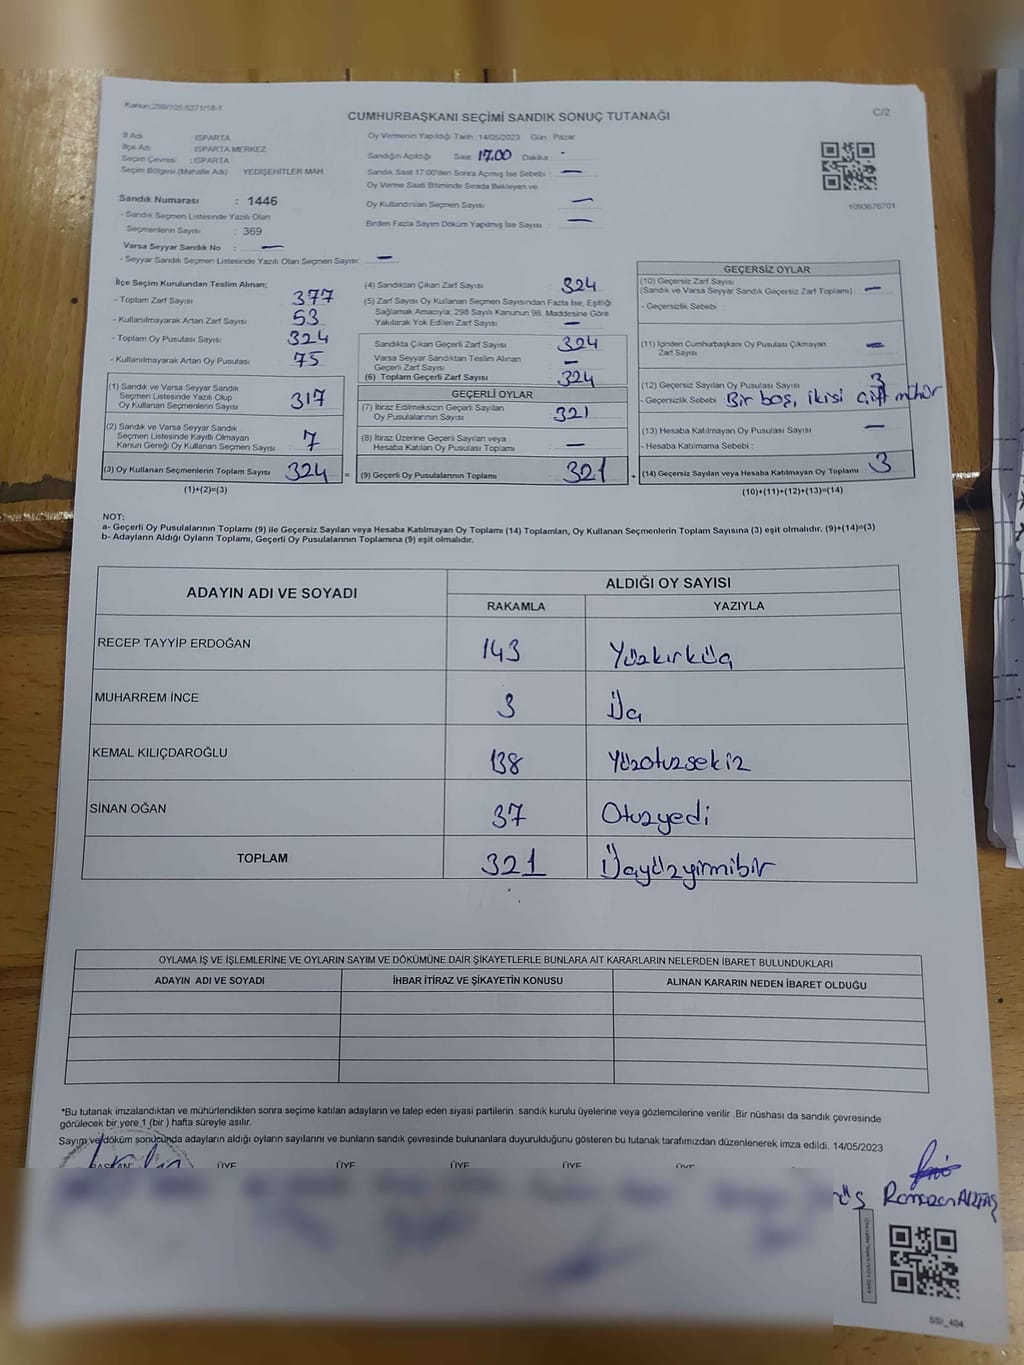 Kanun:298/105-6271/18-1
CUMHURBAŞKANI SEÇİMİ SANDIK SONUÇ TUTANAĞI
C/2
İl Adı : ISPARTA
İlçe Adı : ISPARTA MERKEZ
Seçim Çevresi : ISPARTA
Seçim Bölgesi (Mahalle Adı) YEDİŞEHİTLER MAH.
Sandık Numarası : 1446
- Sandık Seçmen Listesinde Yazılı Olan
Seçmenlerin Sayısı : 369
Varsa Seyyar Sandık No : —
- Seyyar Sandık Seçmen Listesinde Yazılı Olan Seçmen Sayısı: —
Oy Vermenin Yapıldığı Tarih : 14/05/2023 Gün : Pazar
Sandığın Açıldığı Saat 17.00 Dakika : -
Sandık Saat 17:00'den Sonra Açımış İse Sebebi : —
Oy Verme Saati Bitiminde Sırada Bekleyen ve
Oy Kullandırılan Seçmen Sayısı —
Birden Fazla Sayım Döküm Yapılmış İse Sayısı : —
1093676701
İlçe Seçim Kurulundan Teslim Alınan;
- Toplam Zarf Sayısı 377
- Kullanılmayarak Artan Zarf Sayısı 53
- Toplam Oy Pusulası Sayısı 324
- Kullanılmayarak Artan Oy Pusulası 75
(1) Sandık ve Varsa Seyyar Sandık
Seçmen Listesinde Yazılı Olup
Oy Kullanan Seçmenlerin Sayısı 317
(2) Sandık ve Varsa Seyyar Sandık
Seçmen Listesinde Kayıtlı Olmayan
Kanun Gereği Oy Kullanan Seçmen Sayısı 7
(3) Oy Kullanan Seçmenlerin Toplam Sayısı 324 =
(1)+(2)=(3)
(4) Sandıktan Çıkan Zarf Sayısı 324
(5) Zarf Sayısı Oy Kullanan Seçmen Sayısından Fazla İse, Eşitliği
Sağlamak Amacıyla; 298 Sayılı Kanunun 98. Maddesine Göre
Yakılarak Yok Edilen Zarf Sayısı —
Sandıkta Çıkan Geçerli Zarf Sayısı 324
Varsa Seyyar Sandıktan Teslim Alınan
Geçerli Zarf Sayısı —
(6) Toplam Geçerli Zarf Sayısı 324
GEÇERLİ OYLAR
(7) İtiraz Edilmeksizin Geçerli Sayılan
Oy Pusulalarının Sayısı 321
(8) İtiraz Üzerine Geçerli Sayılan veya
Hesaba Katılan Oy Pusulası Toplamı —
(9) Geçerli Oy Pusulalarının Toplamı 321 +
GEÇERSİZ OYLAR
(10) Geçersiz Zarf Sayısı
(Sandık ve Varsa Seyyar Sandık Geçersiz Zarf Toplamı) —
- Geçersizlik Sebebi :
(11) İçinden Cumhurbaşkanı Oy Pusulası Çıkmayan
Zarf Sayısı —
(12) Geçersiz Sayılan Oy Pusulası Sayısı 3
- Geçersizlik Sebebi Bir boş, ikisi çift mühür
(13) Hesaba Katılmayan Oy Pusulası Sayısı —
- Hesaba Katılmama Sebebi :
(14) Geçersiz Sayılan veya Hesaba Katılmayan Oy Toplamı 3
(10)+(11)+(12)+(13)=(14)
NOT:
a- Geçerli Oy Pusulalarının Toplamı (9) ile Geçersiz Sayılan veya Hesaba Katılmayan Oy Toplamı (14) Toplamları, Oy Kullanan Seçmenlerin Toplam Sayısına (3) eşit olmalıdır. (9)+(14)=(3)
b- Adayların Aldığı Oyların Toplamı, Geçerli Oy Pusulalarının Toplamına (9) eşit olmalıdır.
ADAYIN ADI VE SOYADI
ALDIĞI OY SAYISI
RAKAMLA YAZIYLA
RECEP TAYYİP ERDOĞAN 143 Yüzkırküç
MUHARREM İNCE 3 Üç
KEMAL KILIÇDAROĞLU 138 Yüzotuzsekiz
SİNAN OĞAN 37 Otuzyedi
TOPLAM 321 Üçyüzyirmibir
OYLAMA İŞ VE İŞLEMLERİNE VE OYLARIN SAYIM VE DÖKÜMÜNE DAİR ŞİKAYETLERLE BUNLARA AİT KARARLARIN NELERDEN İBARET BULUNDUKLARI
ADAYIN ADI VE SOYADI İHBAR İTİRAZ VE ŞİKAYETİN KONUSU ALINAN KARARIN NEDEN İBARET OLDUĞU
*Bu tutanak imzalandıktan ve mühürlendikten sonra seçime katılan adayların ve talep eden siyasi partilerin sandık kurulu üyelerine veya gözlemcilerine verilir .Bir nüshası da sandık çevresinde
görülecek bir yere 1 (bir ) hafta süreyle asılır.
Sayım ve döküm sonucunda adayların aldığı oyların sayılarını ve bunların sandık çevresinde bulunanlara duyurulduğunu gösteren bu tutanak tarafımızdan düzenlenerek imza edildi. 14/05/2023
BAŞKAN ÜYE ÜYE ÜYE ÜYE ÜYE
Ramazan
SSI_404